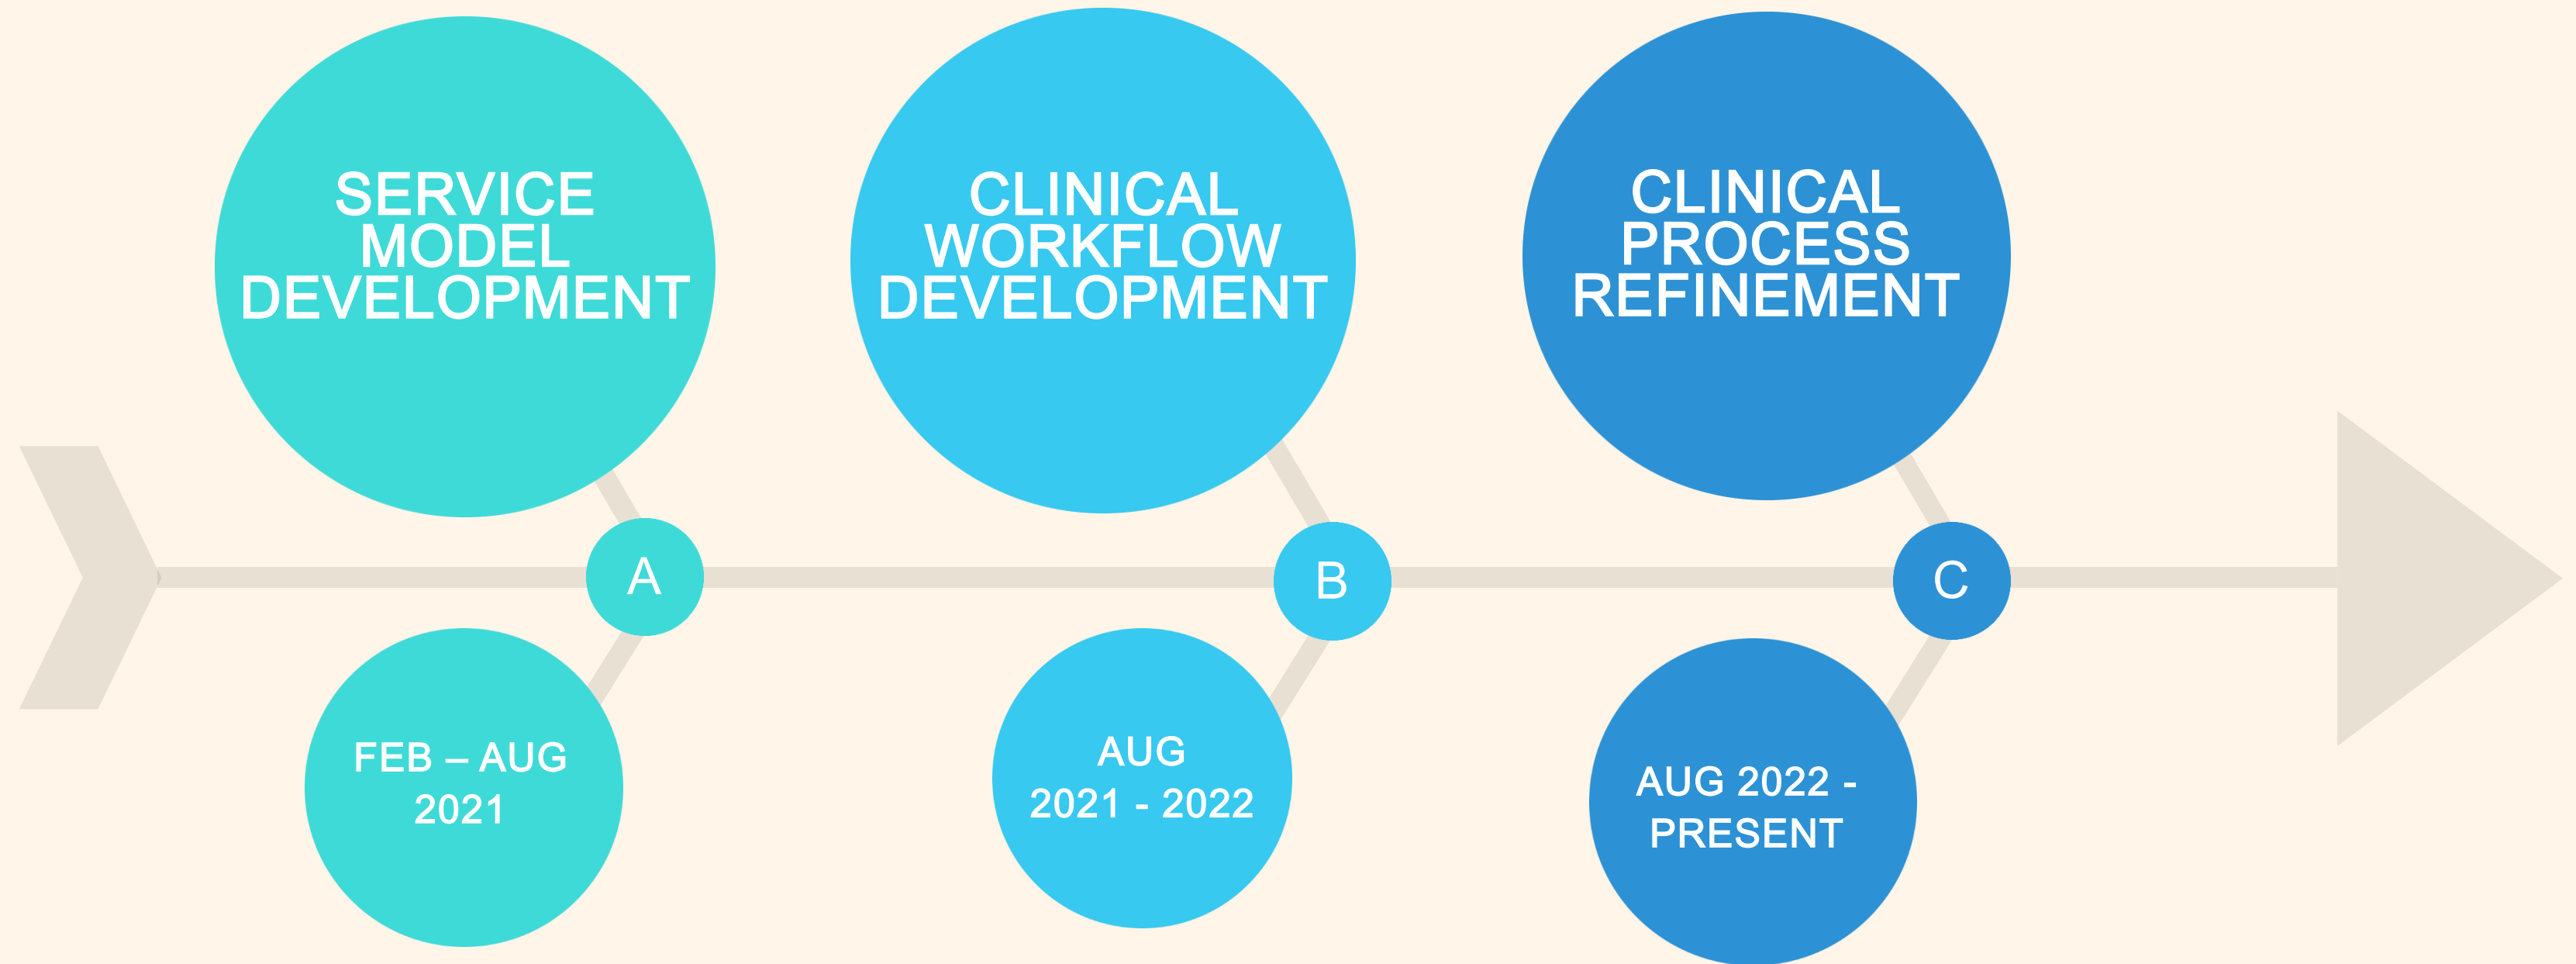 SERVICE
MODEL
DEVELOPMENT
CLINICAL
WORKFLOW
DEVELOPMENT
CLINICAL
PROCESS
REFINEMENT
A
B
C
FEB – AUG
2021
AUG
2021 - 2022
AUG 2022 -
PRESENT